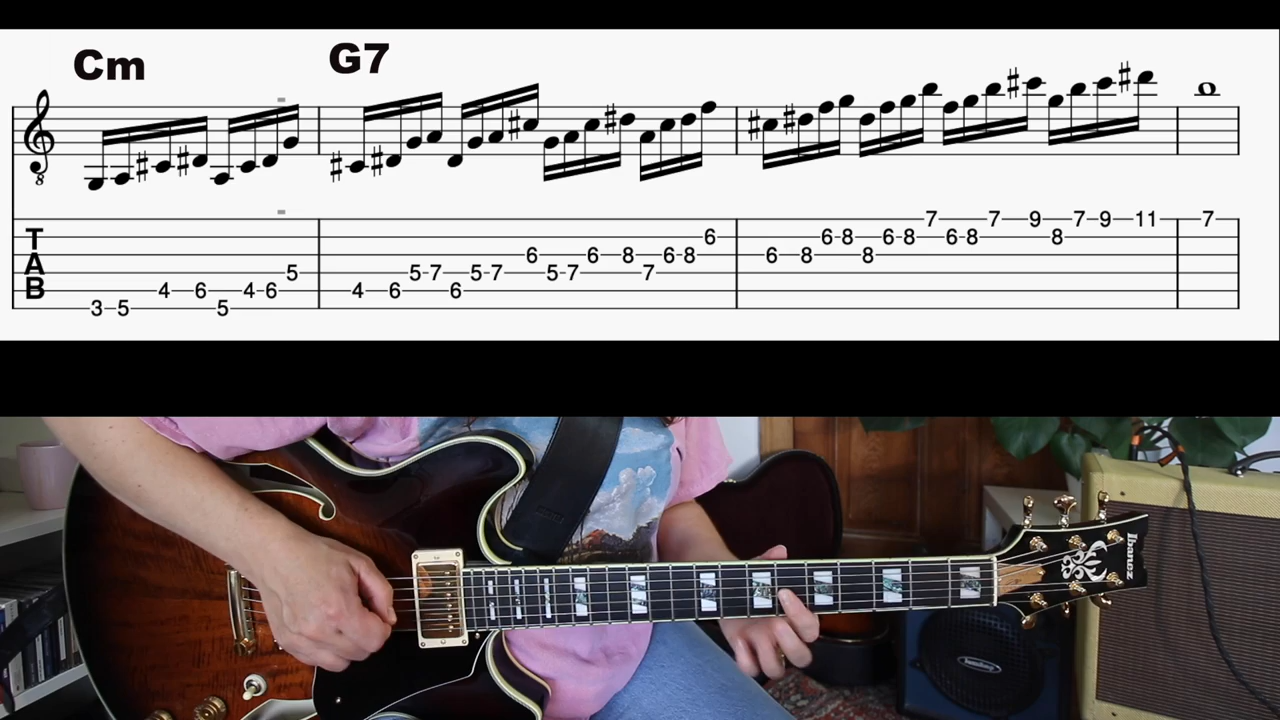 Cm G7
8
7 7 9 7 9 11 7
T 6 6 8 6 8 6 8 8
A 6 6 8 6 8 6 8 8
5 7 5 7 5 7 7
B 4 6 4 6 5 4 6 6
3 5 5
Ibanez